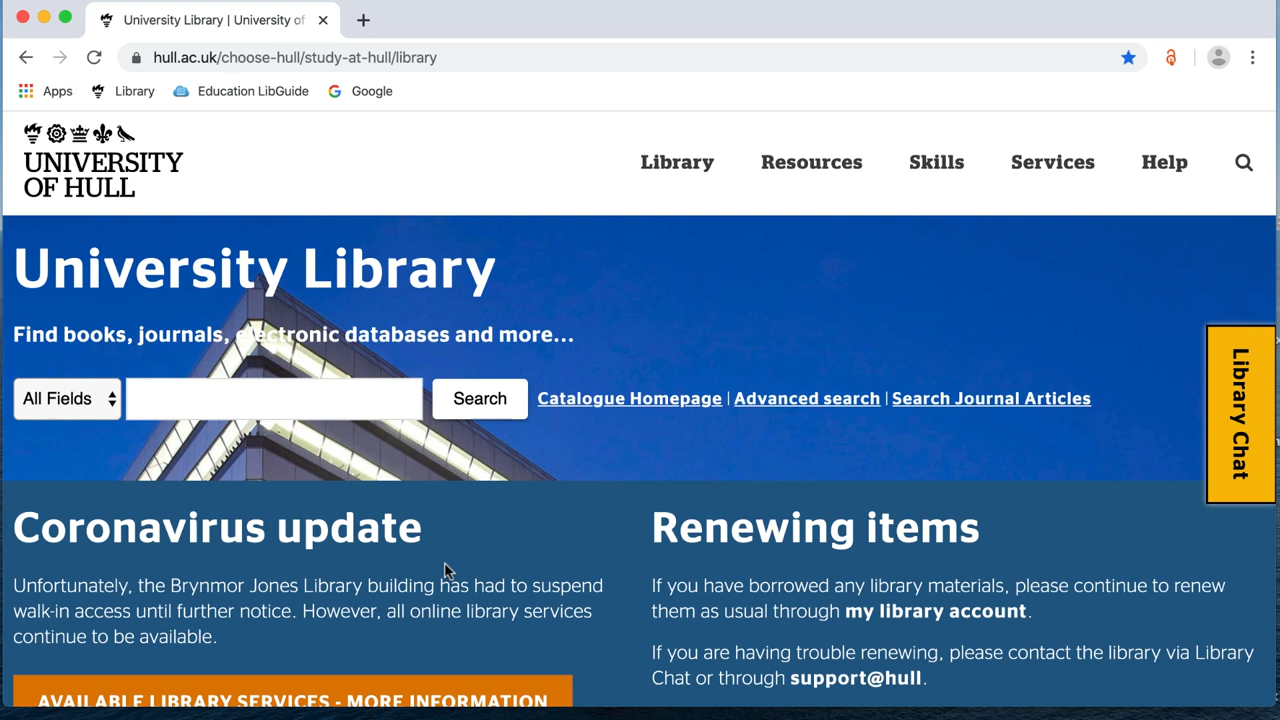 University Library | University of
hull.ac.uk/choose-hull/study-at-hull/library
Apps Library Education LibGuide Google
UNIVERSITY
OF HULL
Library Resources Skills Services Help
University Library
Find books, journals, electronic databases and more...
All Fields Search Catalogue Homepage | Advanced search | Search Journal Articles
Library Chat
Coronavirus update
Unfortunately, the Brynmor Jones Library building has had to suspend
walk-in access until further notice. However, all online library services
continue to be available.
AVAILABLE LIBRARY SERVICES - MORE INFORMATION
Renewing items
If you have borrowed any library materials, please continue to renew
them as usual through my library account.
If you are having trouble renewing, please contact the library via Library
Chat or through support@hull.